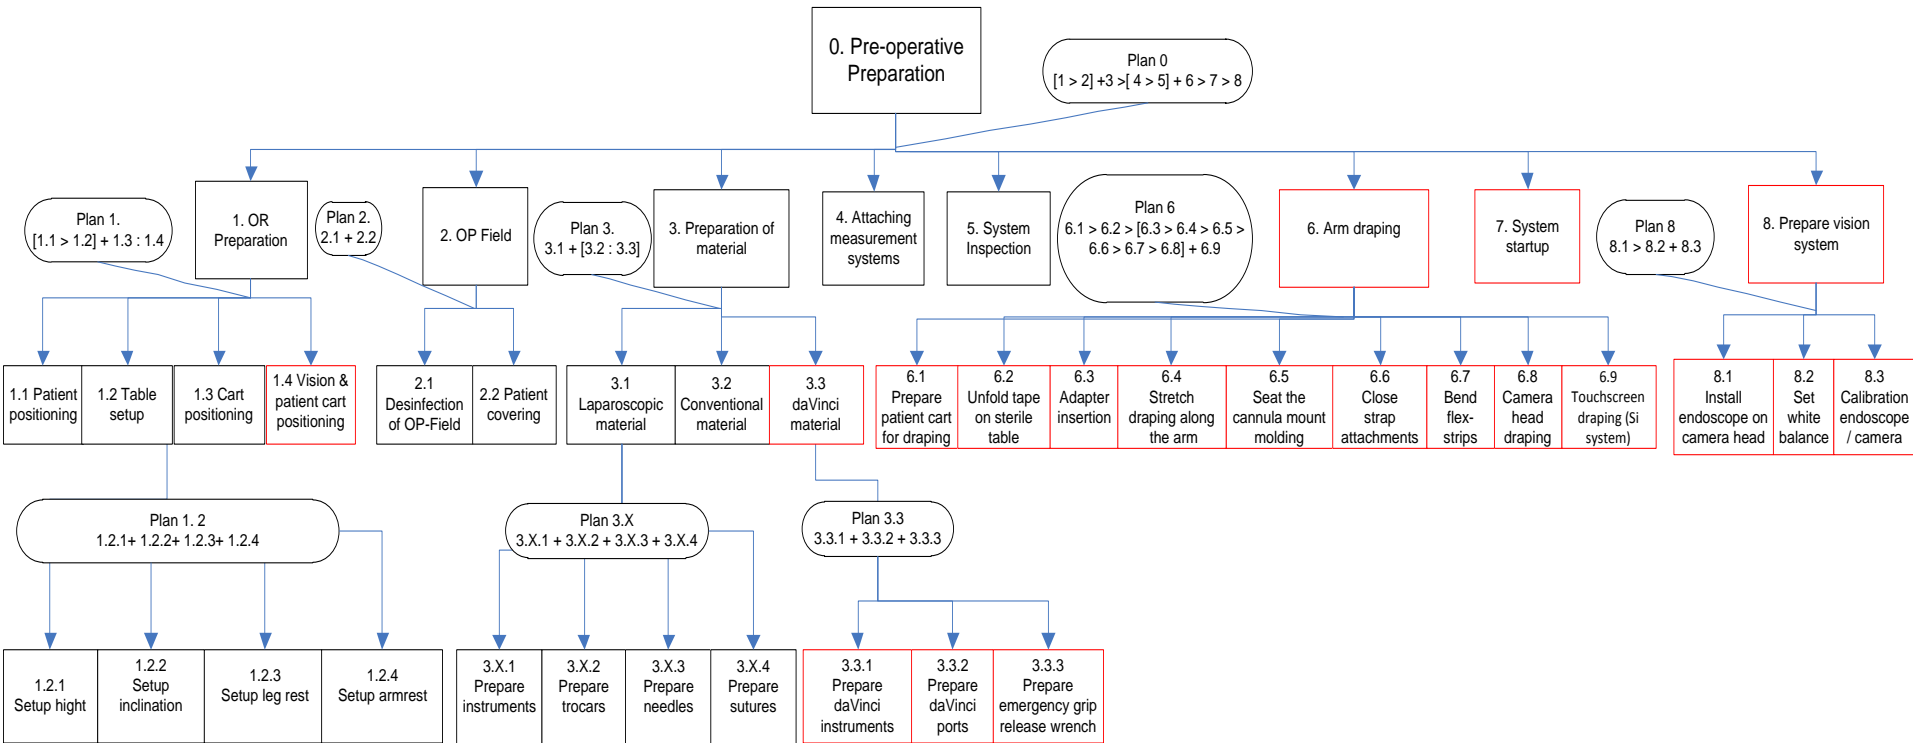 0. Pre-operative
Preparation
Plan 0
[1 > 2] +3 >[ 4 > 5] + 6 > 7 > 8
Plan 1.
[1.1 > 1.2] + 1.3 : 1.4
1. OR
Preparation
Plan 2.
2.1 + 2.2
2. OP Field
Plan 3.
3.1 + [3.2 : 3.3]
3. Preparation of
material
4. Attaching
measurement
systems
5. System
Inspection
Plan 6
6.1 > 6.2 > [6.3 > 6.4 > 6.5 >
6.6 > 6.7 > 6.8] + 6.9
6. Arm draping
7. System
startup
Plan 8
8.1 > 8.2 + 8.3
8. Prepare vision
system
1.1 Patient
positioning
1.2 Table
setup
1.3 Cart
positioning
1.4 Vision &
patient cart
positioning
2.1
Desinfection
of OP-Field
2.2 Patient
covering
3.1
Laparoscopic
material
3.2
Conventional
material
3.3
daVinci
material
6.1
Prepare
patient cart
for draping
6.2
Unfold tape
on sterile
table
6.3
Adapter
insertion
6.4
Stretch
draping along
the arm
6.5
Seat the
cannula mount
molding
6.6
Close
strap
attachments
6.7
Bend
flex-
strips
6.8
Camera
head
draping
6.9
Touchscreen
draping (Si
system)
8.1
Install
endoscope on
camera head
8.2
Set
white
balance
8.3
Calibration
endoscope
/ camera
Plan 1. 2
1.2.1+ 1.2.2+ 1.2.3+ 1.2.4
Plan 3.X
3.X.1 + 3.X.2 + 3.X.3 + 3.X.4
Plan 3.3
3.3.1 + 3.3.2 + 3.3.3
1.2.1
Setup hight
1.2.2
Setup
inclination
1.2.3
Setup leg rest
1.2.4
Setup armrest
3.X.1
Prepare
instruments
3.X.2
Prepare
trocars
3.X.3
Prepare
needles
3.X.4
Prepare
sutures
3.3.1
Prepare
daVinci
instruments
3.3.2
Prepare
daVinci
ports
3.3.3
Prepare
emergency grip
release wrench